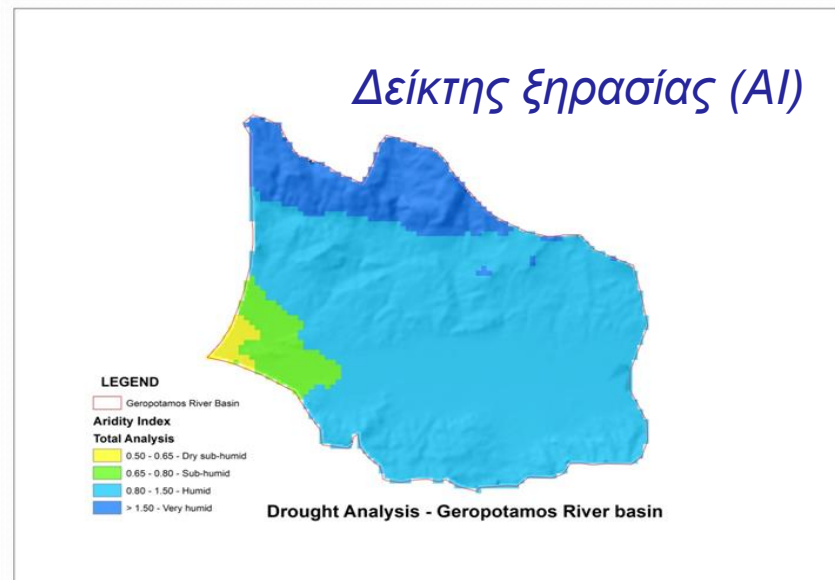 Δείκτης ξηρασίας (AI)
LEGEND
Geropotamos River Basin
Aridity Index
Total Analysis
0.50 - 0.65 - Dry sub-humid
0.65 - 0.80 - Sub-humid
0.80 - 1.50 - Humid
> 1.50 - Very humid
Drought Analysis - Geropotamos River basin